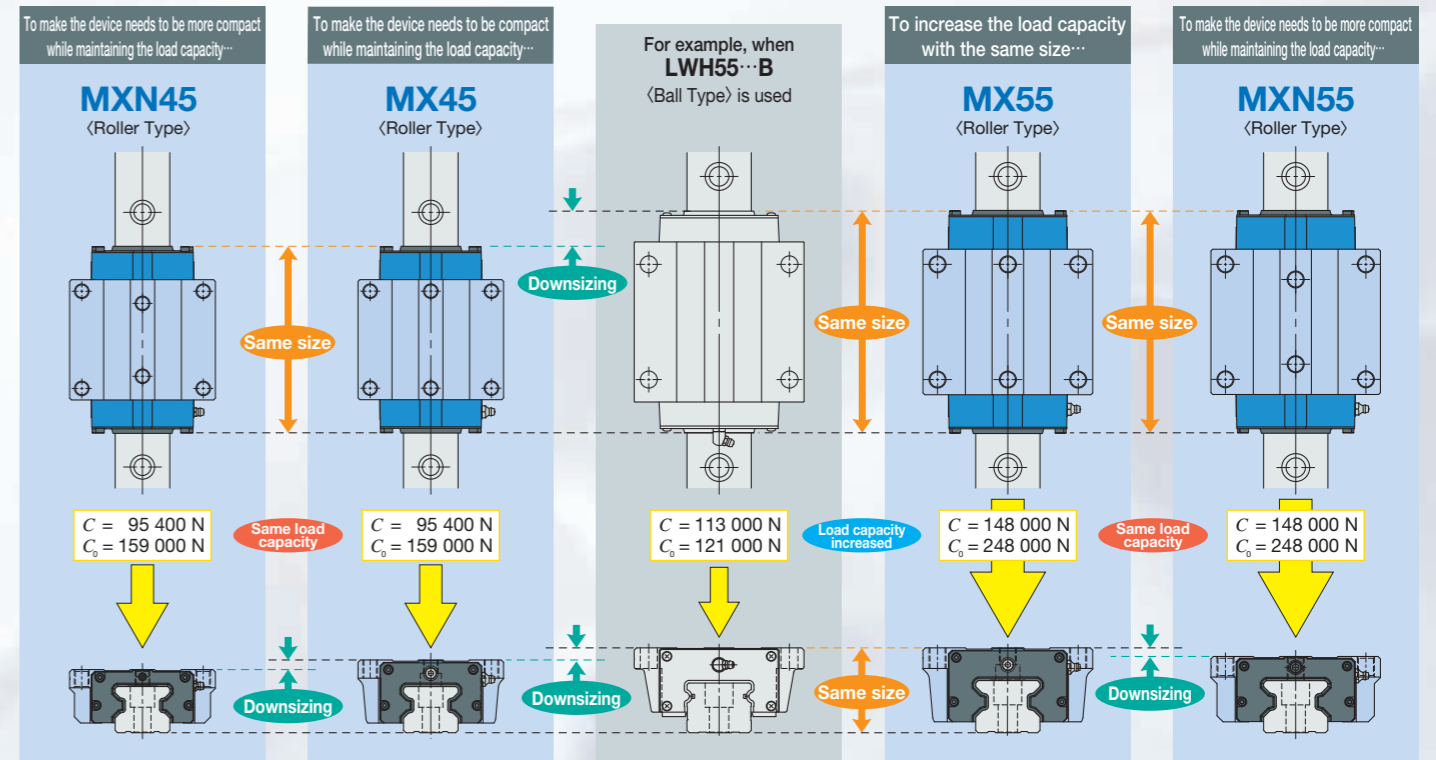 To make the device needs to be more compact
while maintaining the load capacity…
MXN45
〈Roller Type〉
To make the device needs to be compact
while maintaining the load capacity…
MX45
〈Roller Type〉
For example, when
LWH55…B
〈Ball Type〉 is used
To increase the load capacity
with the same size…
MX55
〈Roller Type〉
To make the device needs to be more compact
while maintaining the load capacity…
MXN55
〈Roller Type〉
Same size
Downsizing
Same size
Same size
C = 95 400 N
C₀ = 159 000 N
Same load
capacity
C = 95 400 N
C₀ = 159 000 N
C = 113 000 N
C₀ = 121 000 N
Load capacity
increased
C = 148 000 N
C₀ = 248 000 N
Same load
capacity
C = 148 000 N
C₀ = 248 000 N
Downsizing
Downsizing
Same size
Downsizing